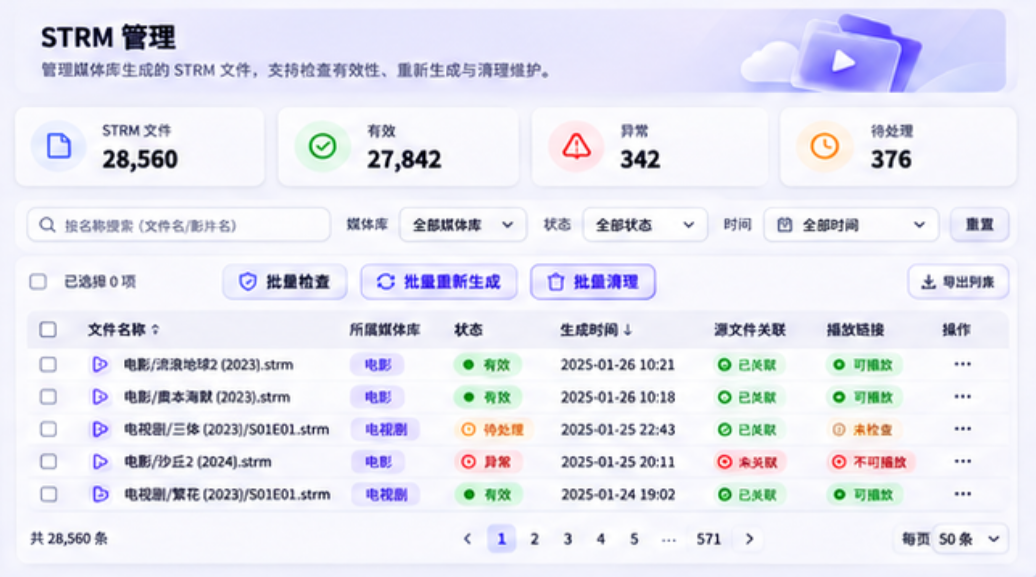 STRM 管理
管理媒体库生成的 STRM 文件，支持检查有效性、重新生成与清理维护。
STRM 文件
28,560
有效
27,842
异常
342
待处理
376
按名称搜索 (文件名/影片名)
媒体库 全部媒体库 状态 全部状态 时间 全部时间 重置
已选择 0 项 批量检查 批量重新生成 批量清理 导出列表
文件名称 所属媒体库 状态 生成时间 ↓ 源文件关联 播放链接 操作
电影/流浪地球2 (2023).strm 电影 有效 2025-01-26 10:21 已关联 可播放 ···
电影/奥本海默 (2023).strm 电影 有效 2025-01-26 10:18 已关联 可播放 ···
电视剧/三体 (2023)/S01E01.strm 电视剧 待处理 2025-01-25 22:43 已关联 未检查 ···
电影/沙丘2 (2024).strm 电影 异常 2025-01-25 20:11 未关联 不可播放 ···
电视剧/繁花 (2023)/S01E01.strm 电视剧 有效 2025-01-24 19:02 已关联 可播放 ···
共 28,560 条 < 1 2 3 4 5 ··· 571 > 每页 50 条